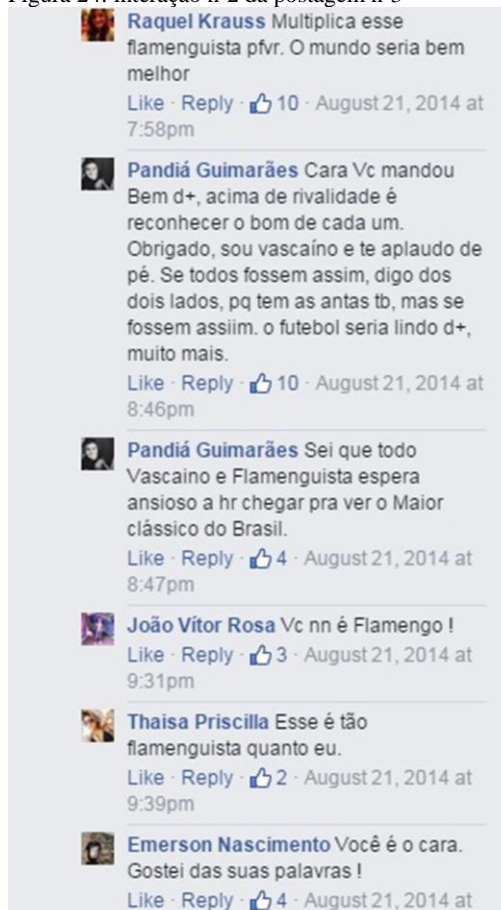 Figura 24: Interação nº2 da postagem nº3
Raquel Krauss Multiplica esse
flamenguista pfvr. O mundo seria bem
melhor
Like · Reply · 10 · August 21, 2014 at
7:58pm
Pandiá Guimarães Cara Vc mandou
Bem d+, acima de rivalidade é
reconhecer o bom de cada um.
Obrigado, sou vascaíno e te aplaudo de
pé. Se todos fossem assim, digo dos
dois lados, pq tem as antas tb, mas se
fossem assiim. o futebol seria lindo d+,
muito mais.
Like · Reply · 10 · August 21, 2014 at
8:46pm
Pandiá Guimarães Sei que todo
Vascaino e Flamenguista espera
ansioso a hr chegar pra ver o Maior
clássico do Brasil.
Like · Reply · 4 · August 21, 2014 at
8:47pm
João Vítor Rosa Vc nn é Flamengo !
Like · Reply · 3 · August 21, 2014 at
9:31pm
Thaisa Priscilla Esse é tão
flamenguista quanto eu.
Like · Reply · 2 · August 21, 2014 at
9:39pm
Emerson Nascimento Você é o cara.
Gostei das suas palavras !
Like · Reply · 4 · August 21, 2014 at